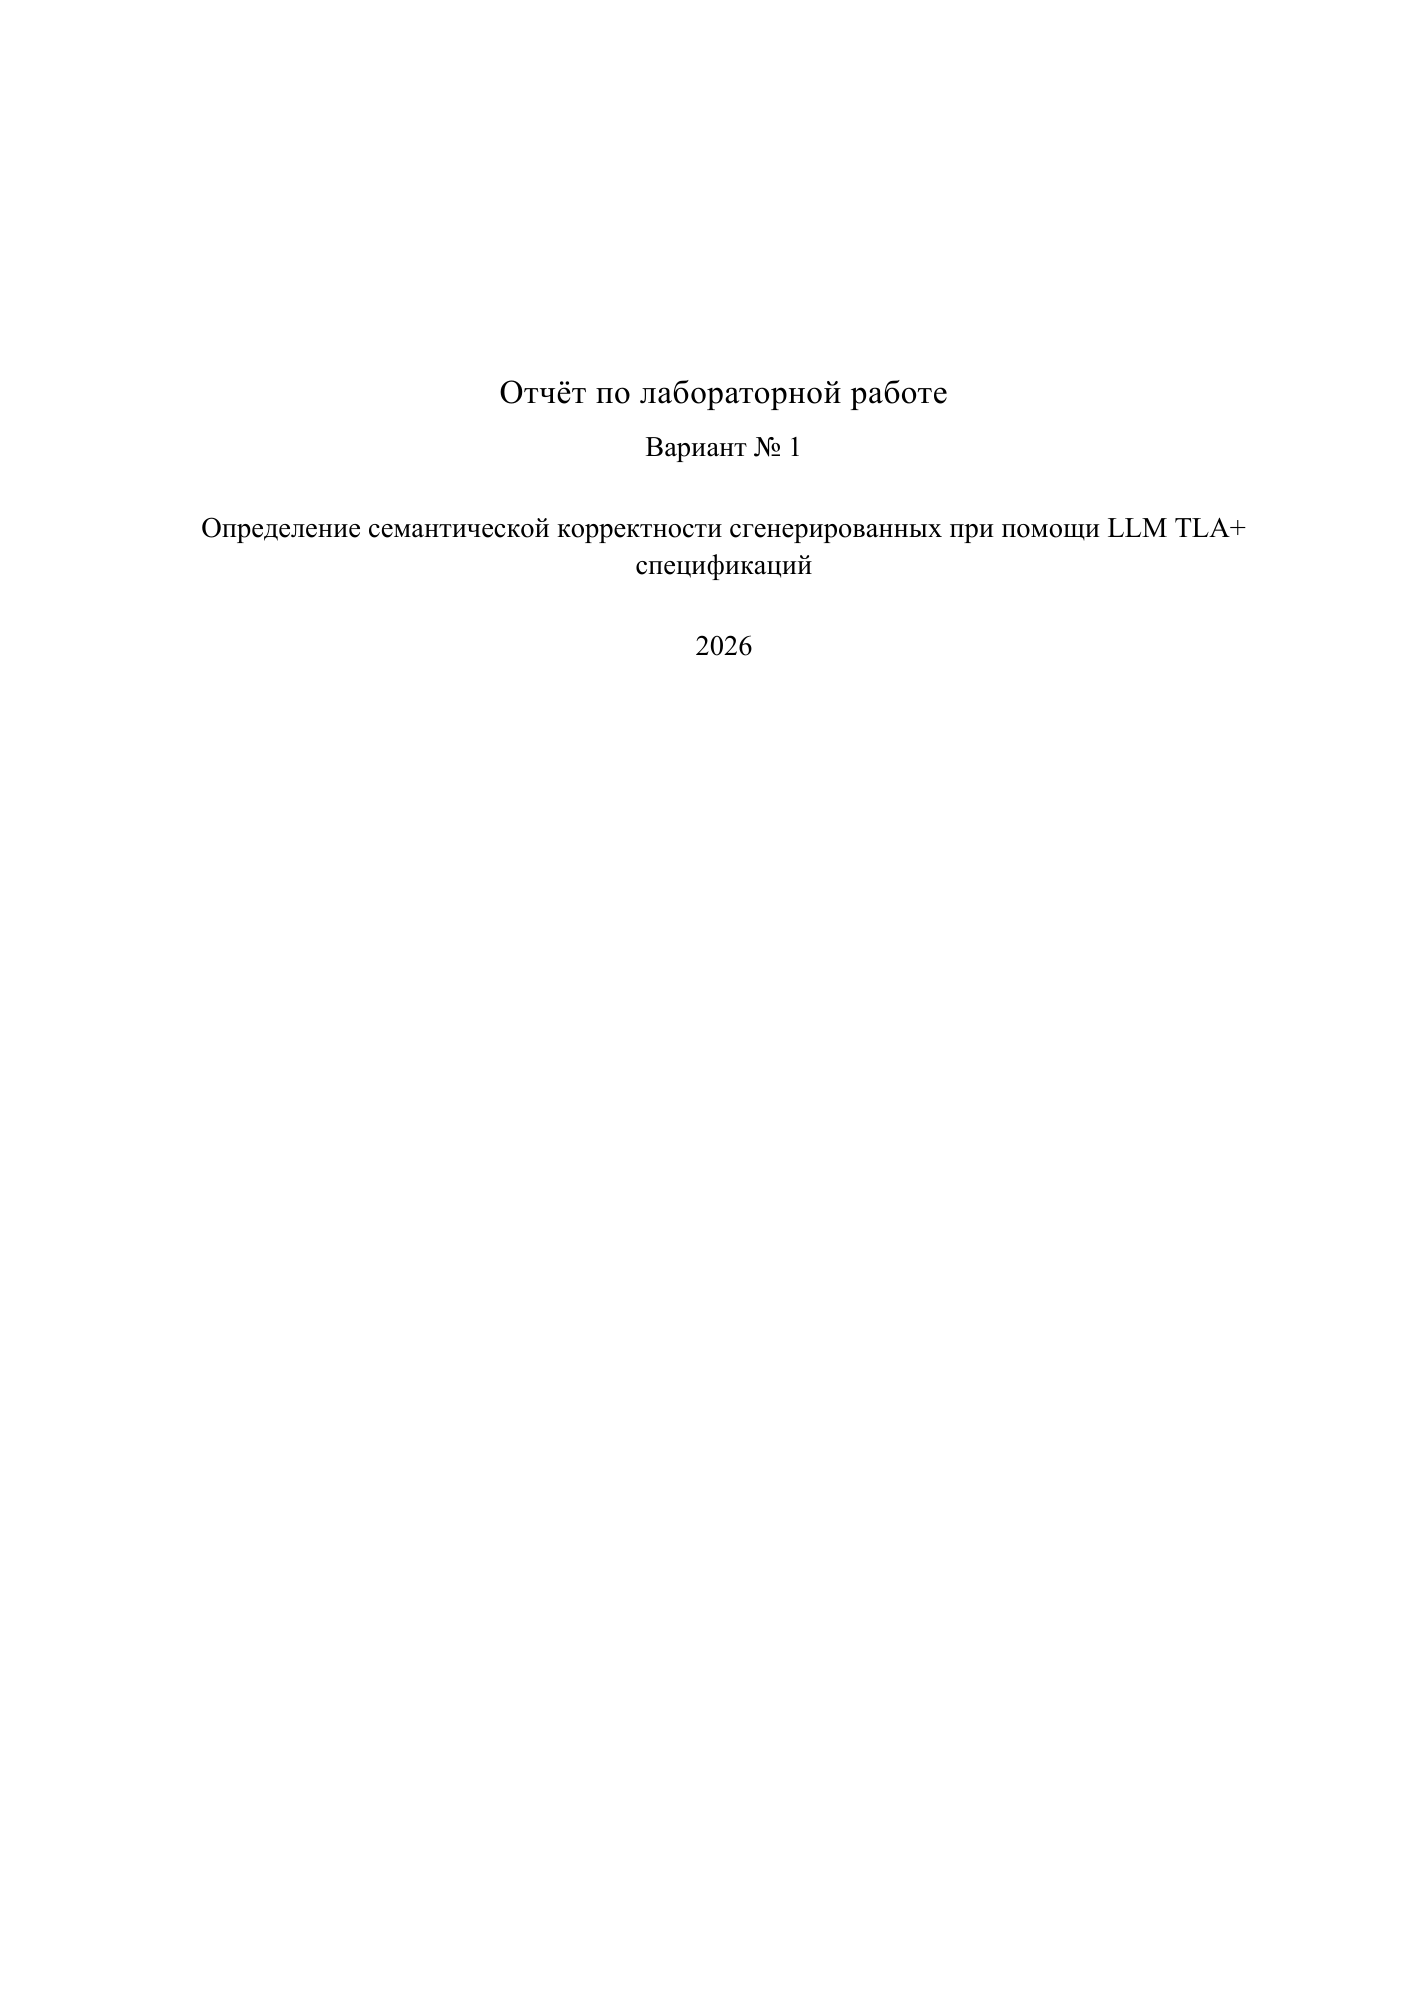 Отчёт по лабораторной работе
Вариант № 1
Определение семантической корректности сгенерированных при помощи LLM TLA+
спецификаций
2026